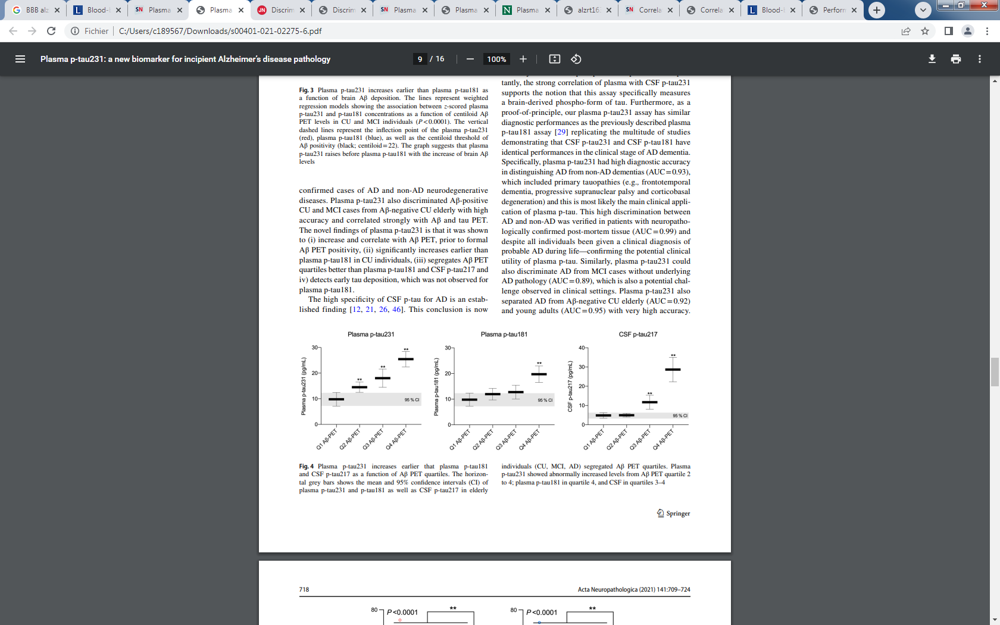 BBB alz
Blood-
Plasma
Plasma
Discrim
Discrim
Plasma
Plasma
Plasma
alzrt16
Correla
Correla
Blood-
Perform
Fichier
C:/Users/c189567/Downloads/s00401-021-02275-6.pdf
Plasma p-tau231: a new biomarker for incipient Alzheimer's disease pathology
9 / 16
100%
Fig. 3 Plasma p-tau231 increases earlier than plasma p-tau181 as
a function of brain Aβ deposition. The lines represent weighted
regression models showing the association between z-scored plasma
p-tau231 and p-tau181 concentrations as a function of centiloid Aβ
PET levels in CU and MCI individuals (P<0.0001). The vertical
dashed lines represent the inflection point of the plasma p-tau231
(red), plasma p-tau181 (blue), as well as the centiloid threshold of
Aβ positivity (black; centiloid=22). The graph suggests that plasma
p-tau231 raises before plasma p-tau181 with the increase of brain Aβ
levels
confirmed cases of AD and non-AD neurodegenerative
diseases. Plasma p-tau231 also discriminated Aβ-positive
CU and MCI cases from Aβ-negative CU elderly with high
accuracy and correlated strongly with Aβ and tau PET.
The novel findings of plasma p-tau231 is that it was shown
to (i) increase and correlate with Aβ PET, prior to formal
Aβ PET positivity, (ii) significantly increases earlier than
plasma p-tau181 in CU individuals, (iii) segregates Aβ PET
quartiles better than plasma p-tau181 and CSF p-tau217 and
iv) detects early tau deposition, which was not observed for
plasma p-tau181.
The high specificity of CSF p-tau for AD is an estab-
lished finding [12, 21, 26, 46]. This conclusion is now
tantly, the strong correlation of plasma with CSF p-tau231
supports the notion that this assay specifically measures
a brain-derived phospho-form of tau. Furthermore, as a
proof-of-principle, our plasma p-tau231 assay has similar
diagnostic performances as the previously described plasma
p-tau181 assay [29] replicating the multitude of studies
demonstrating that CSF p-tau231 and CSF p-tau181 have
identical performances in the clinical stage of AD dementia.
Specifically, plasma p-tau231 had high diagnostic accuracy
in distinguishing AD from non-AD dementias (AUC=0.93),
which included primary tauopathies (e.g., frontotemporal
dementia, progressive supranuclear palsy and corticobasal
degeneration) and this is most likely the main clinical appli-
cation of plasma p-tau. This high discrimination between
AD and non-AD was verified in patients with neuropatho-
logically confirmed post-mortem tissue (AUC=0.99) and
despite all individuals been given a clinical diagnosis of
probable AD during life—confirming the potential clinical
utility of plasma p-tau. Similarly, plasma p-tau231 could
also discriminate AD from MCI cases without underlying
AD pathology (AUC=0.89), which is also a potential chal-
lenge observed in clinical settings. Plasma p-tau231 also
separated AD from Aβ-negative CU elderly (AUC=0.92)
and young adults (AUC=0.95) with very high accuracy.
Plasma p-tau231
Plasma p-tau231 (pg/mL)
30
20
10
0
** ** **
95 % CI
Q1 Aβ-PET
Q2 Aβ-PET
Q3 Aβ-PET
Q4 Aβ-PET
Plasma p-tau181
Plasma p-tau181 (pg/mL)
30
20
10
0
**
95 % CI
Q1 Aβ-PET
Q2 Aβ-PET
Q3 Aβ-PET
Q4 Aβ-PET
CSF p-tau217
CSF p-tau217 (pg/mL)
40
30
20
10
0
** **
95 % CI
Q1 Aβ-PET
Q2 Aβ-PET
Q3 Aβ-PET
Q4 Aβ-PET
Fig. 4 Plasma p-tau231 increases earlier that plasma p-tau181
and CSF p-tau217 as a function of Aβ PET quartiles. The horizon-
tal grey bars shows the mean and 95% confidence intervals (CI) of
plasma p-tau231 and p-tau181 as well as CSF p-tau217 in elderly
individuals (CU, MCI, AD) segregated Aβ PET quartiles. Plasma
p-tau231 showed abnormally increased levels from Aβ PET quartile 2
to 4; plasma p-tau181 in quartile 4, and CSF in quartiles 3–4
Springer
718
Acta Neuropathologica (2021) 141:709–724
80
P<0.0001
**
80
P<0.0001
**